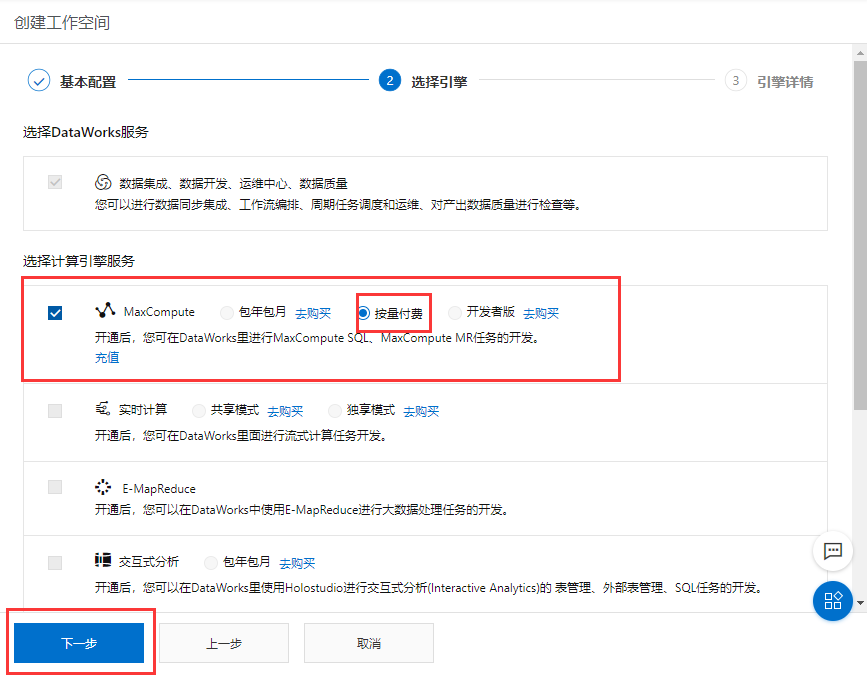 创建工作空间
基本配置
2 选择引擎
3 引擎详情
选择DataWorks服务
数据集成、数据开发、运维中心、数据质量
您可以进行数据同步集成、工作流编排、周期任务调度和运维、对产出数据质量进行检查等。
选择计算引擎服务
MaxCompute 包年包月 去购买 按量付费 开发者版 去购买
开通后，您可在DataWorks里进行MaxCompute SQL、MaxCompute MR任务的开发。
充值
实时计算 共享模式 去购买 独享模式 去购买
开通后，您可在DataWorks里面进行流式计算任务开发。
E-MapReduce
开通后，您可以在DataWorks中使用E-MapReduce进行大数据处理任务的开发。
交互式分析 包年包月 去购买
开通后，您可以在DataWorks里使用Holostudio进行交互式分析(Interactive Analytics)的 表管理、外部表管理、SQL任务的开发。
下一步 上一步 取消